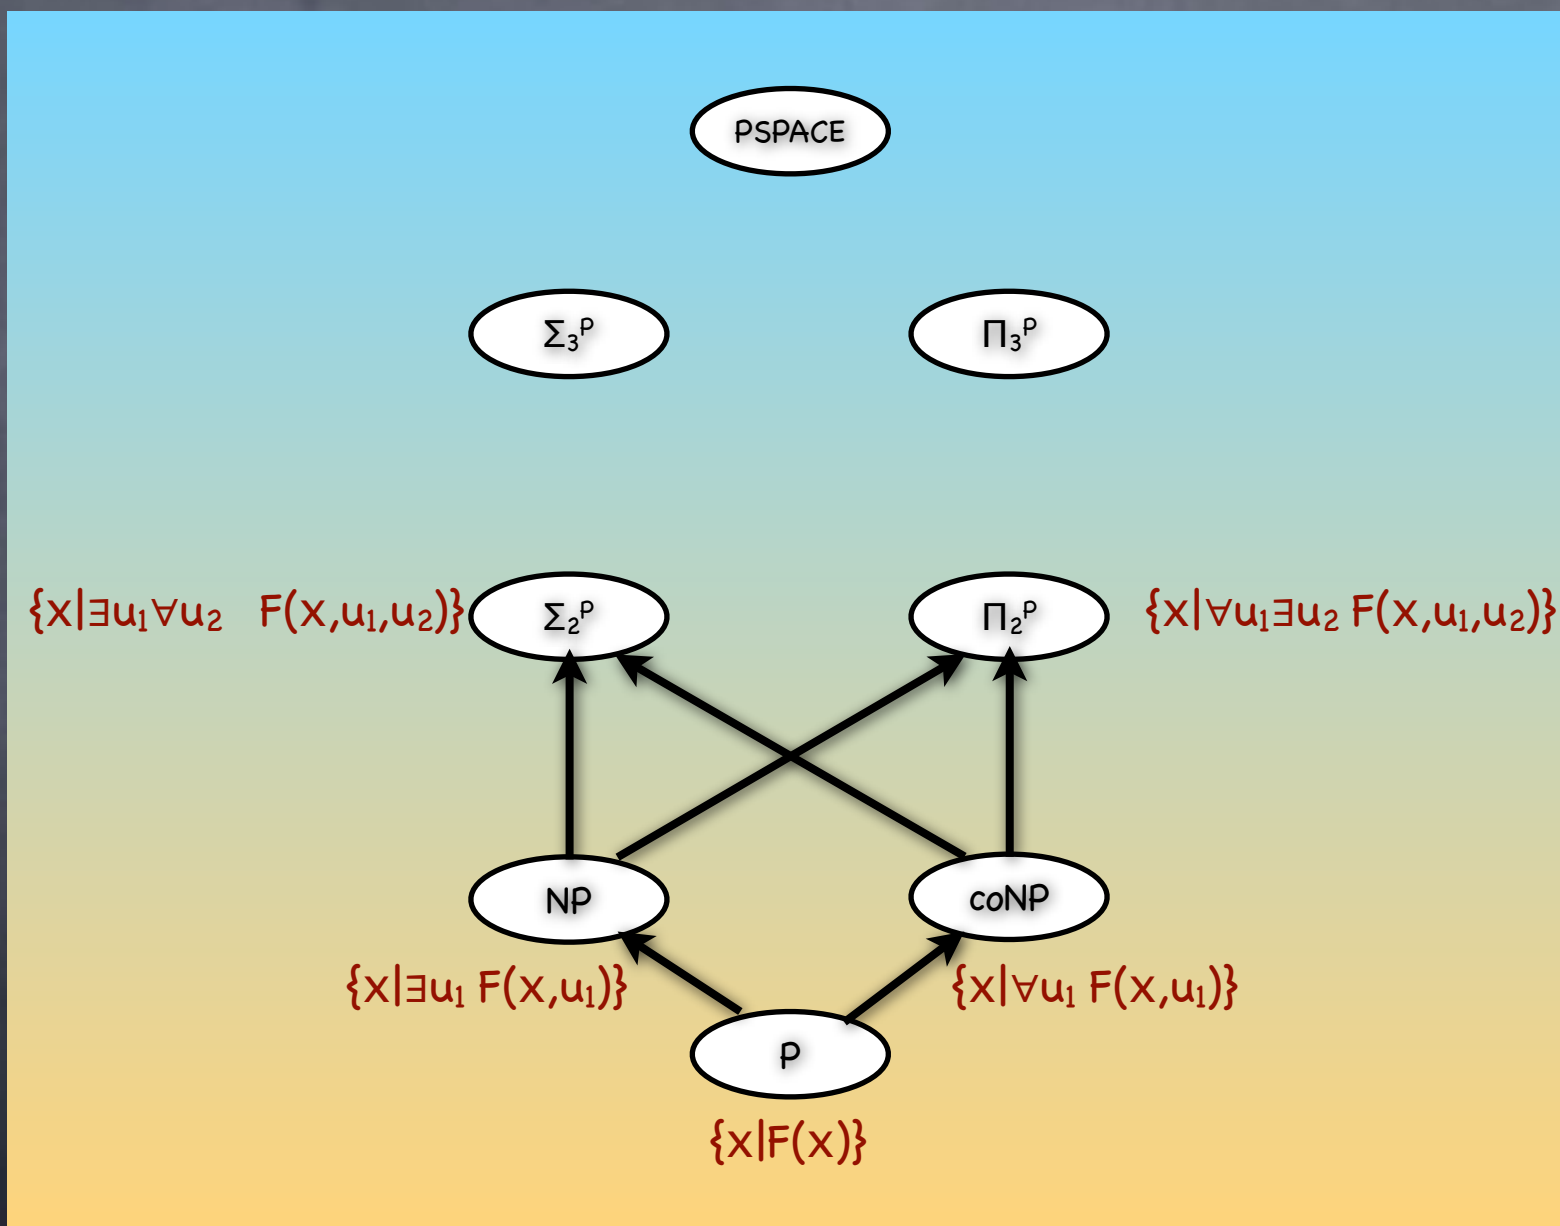 PSPACE
Σ₃ᴾ
Π₃ᴾ
{x|∃u₁∀u₂ F(x,u₁,u₂)}
Σ₂ᴾ
Π₂ᴾ
{x|∀u₁∃u₂ F(x,u₁,u₂)}
NP
coNP
{x|∃u₁ F(x,u₁)}
{x|∀u₁ F(x,u₁)}
P
{x|F(x)}